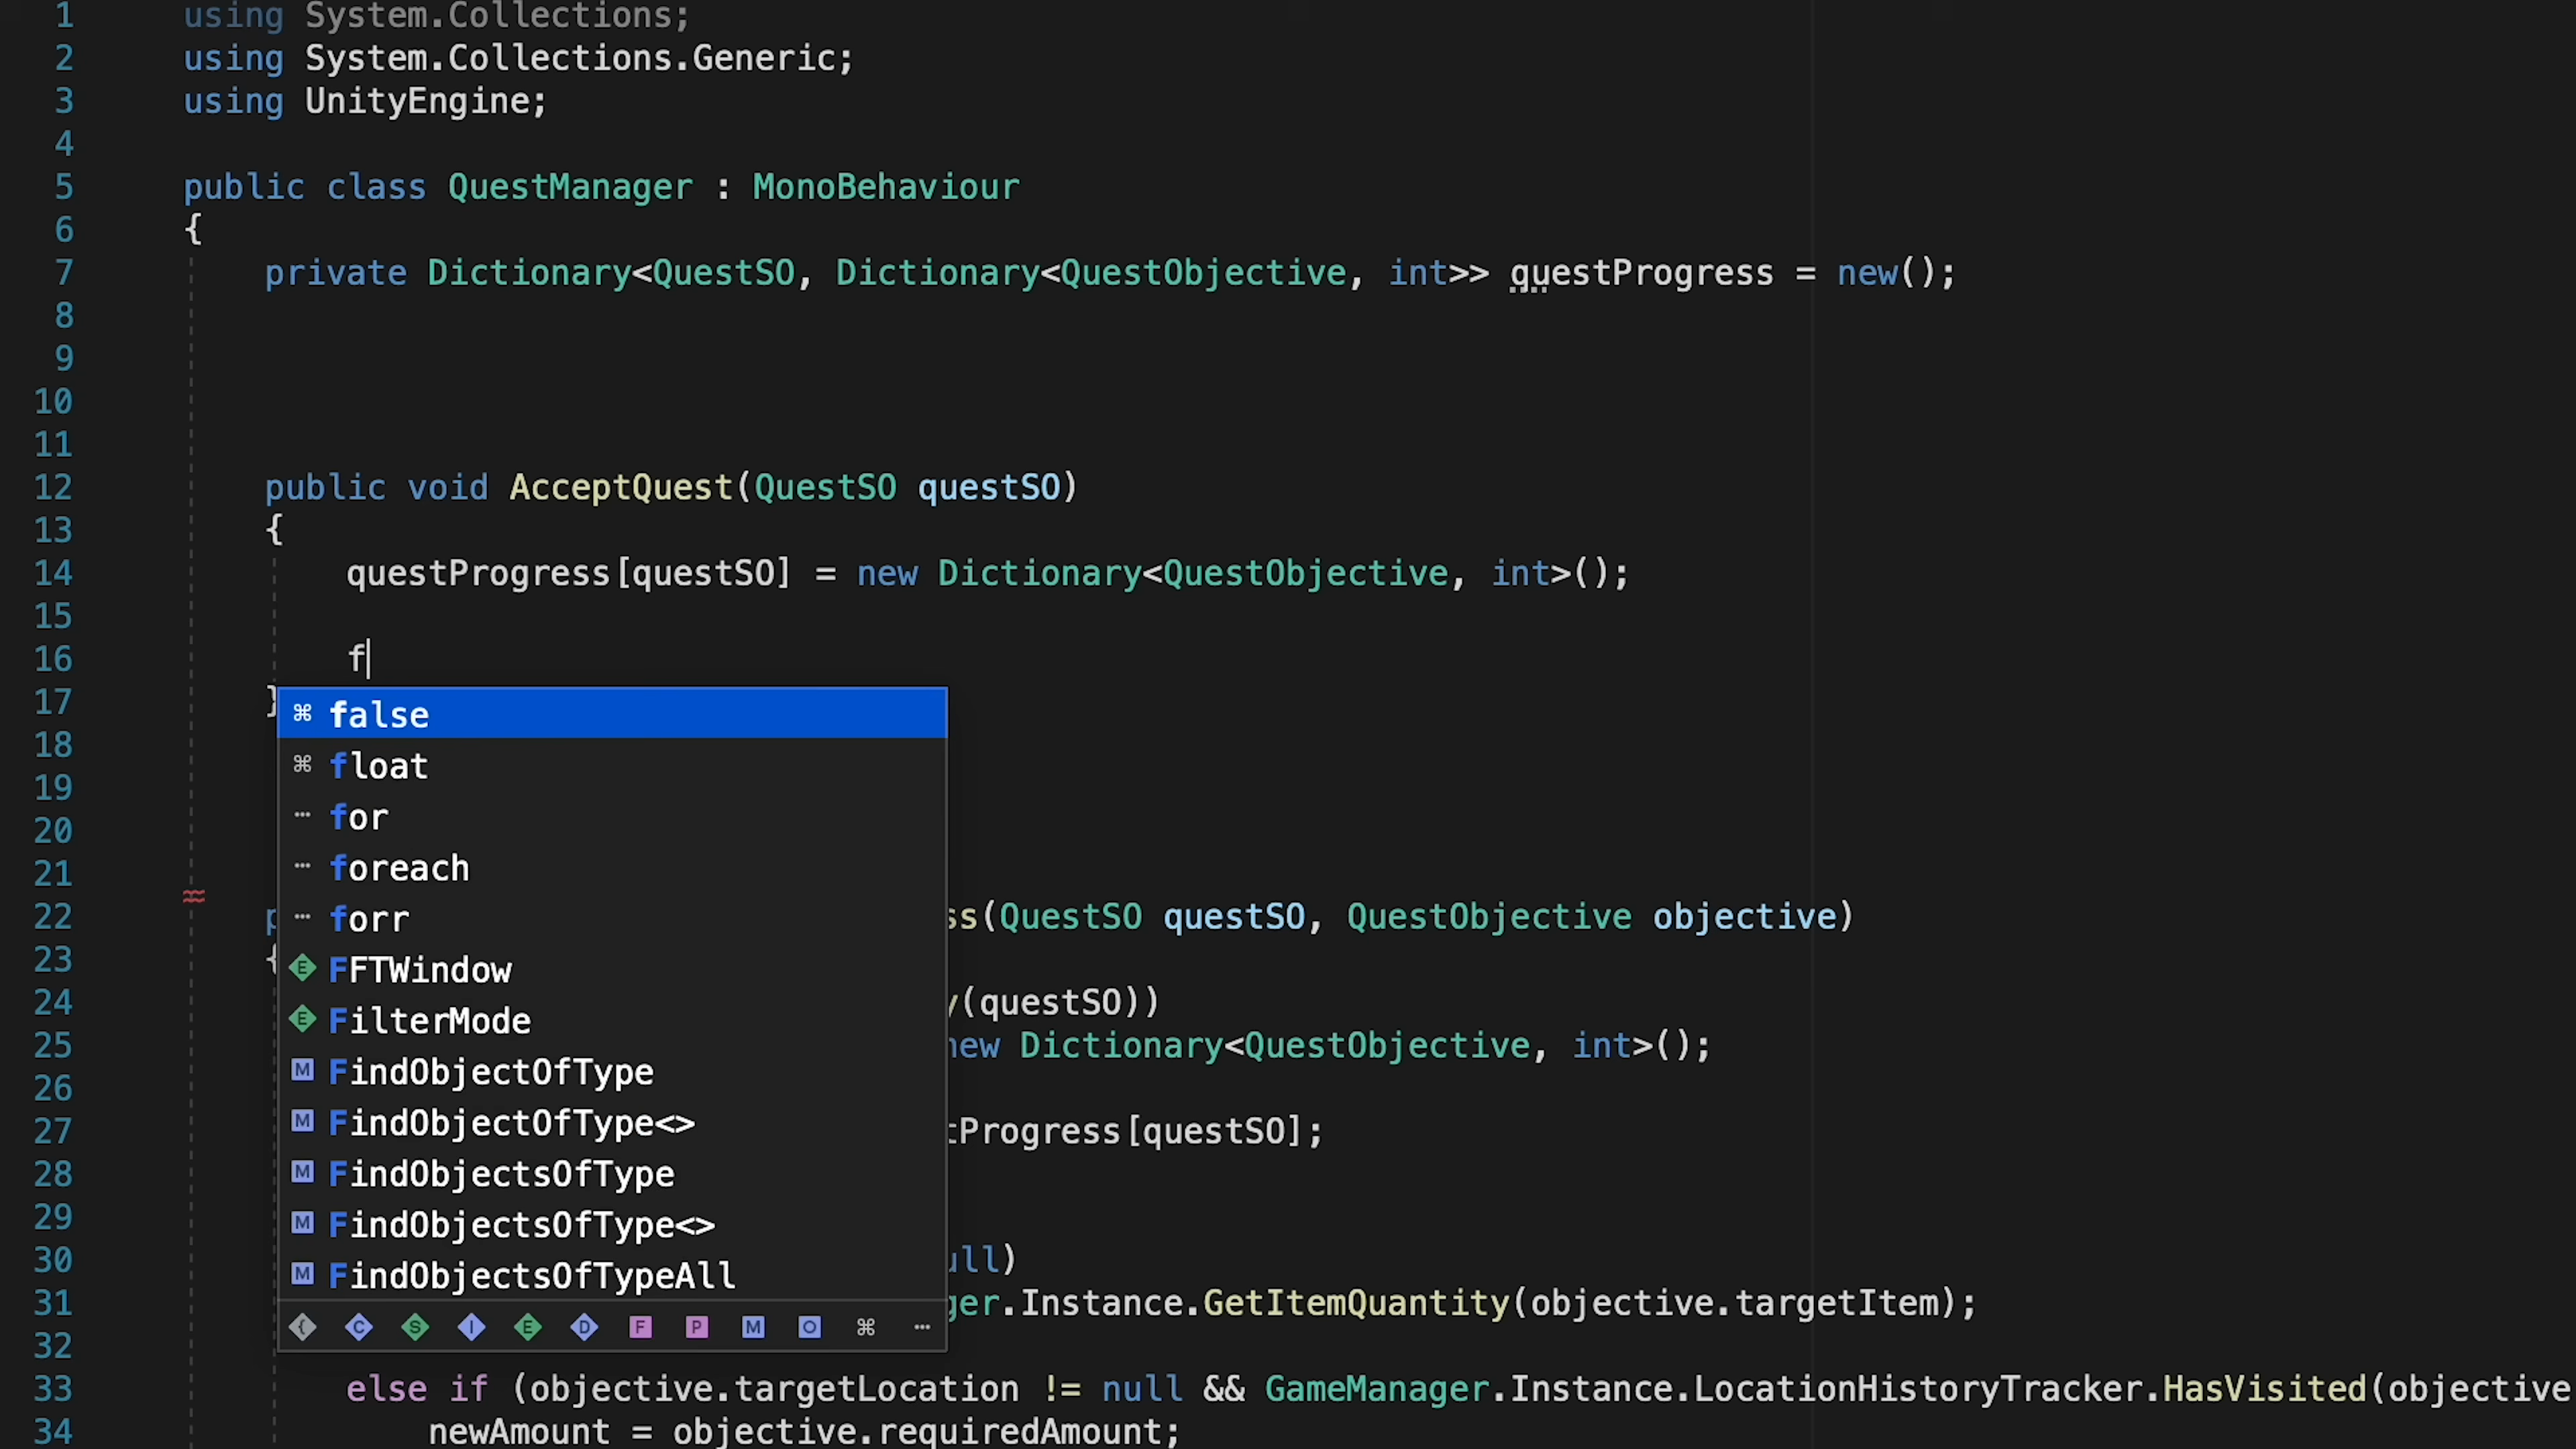 1 using System.Collections;
2 using System.Collections.Generic;
3 using UnityEngine;
4
5 public class QuestManager : MonoBehaviour
6 {
7 private Dictionary<QuestSO, Dictionary<QuestObjective, int>> questProgress = new();
8
9
10
11
12 public void AcceptQuest(QuestSO questSO)
13 {
14 questProgress[questSO] = new Dictionary<QuestObjective, int>();
15
16 f
17 }
false
18
float
19
for
20
foreach
21
forr
22 p ss(QuestSO questSO, QuestObjective objective)
23 {
FFTWindow
24 y(questSO))
FilterMode
25 new Dictionary<QuestObjective, int>();
FindObjectOfType
26
FindObjectOfType<>
27 tProgress[questSO];
FindObjectsOfType
28
FindObjectsOfType<>
29
FindObjectsOfTypeAll
30 ull)
31 ger.Instance.GetItemQuantity(objective.targetItem);
C S I E D F P M O
32
33 else if (objective.targetLocation != null && GameManager.Instance.LocationHistoryTracker.HasVisited(objective
34 newAmount = objective.requiredAmount;